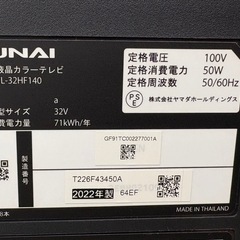 UNAI
液晶カラーテレビ
L-32HF140
a
型サイズ 32V
消費電力量 71kWh/年
定格電圧: 100V
定格消費電力: 50W
定格周波数: 50/60Hz
PSE
株式会社ヤマダホールディングス
GF91TC002277001A
T226F43450A
2022年製 64EF
MADE IN THAILAND